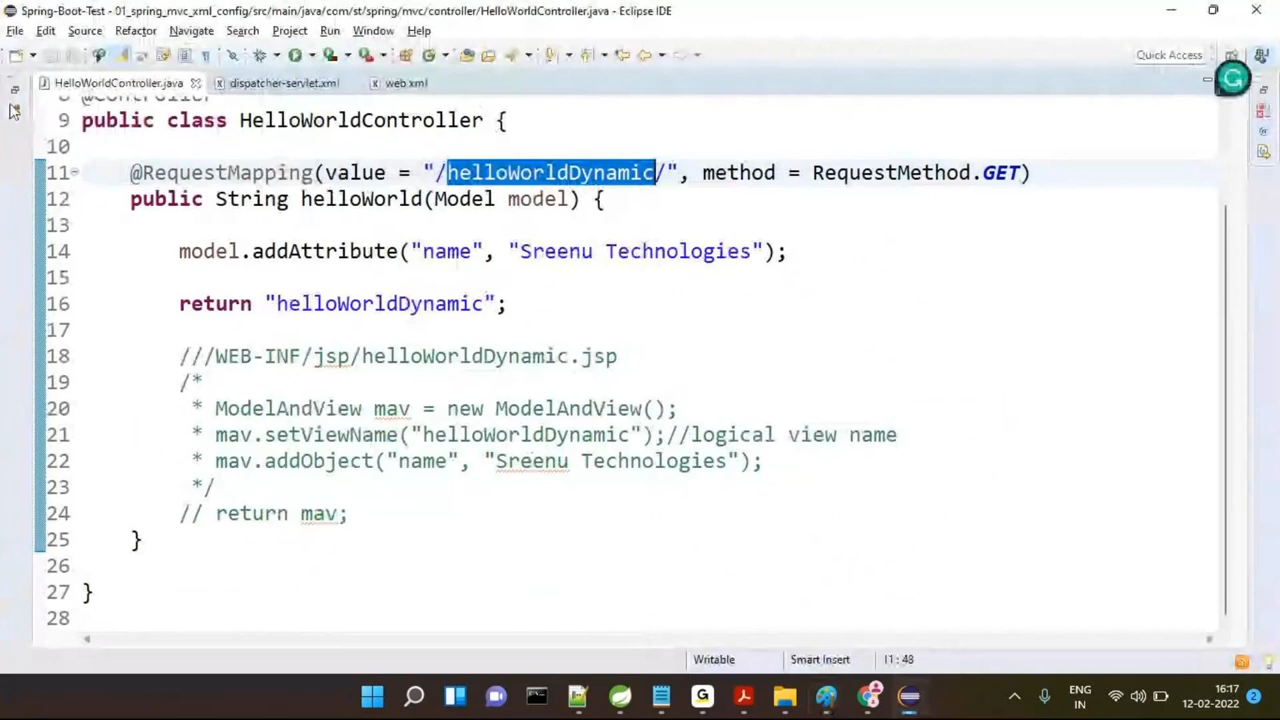 Spring-Boot-Test - 01_spring_mvc_xml_config/src/main/java/com/st/spring/mvc/controller/HelloWorldController.java - Eclipse IDE
File Edit Source Refactor Navigate Search Project Run Window Help
Quick Access
HelloWorldController.java dispatcher-servlet.xml web.xml
8 @Controller
9 public class HelloWorldController {
10
11 @RequestMapping(value = "/helloWorldDynamic/", method = RequestMethod.GET)
12 public String helloWorld(Model model) {
13
14 model.addAttribute("name", "Sreenu Technologies");
15
16 return "helloWorldDynamic";
17
18 ///WEB-INF/jsp/helloWorldDynamic.jsp
19 /*
20 * ModelAndView mav = new ModelAndView();
21 * mav.setViewName("helloWorldDynamic");//logical view name
22 * mav.addObject("name", "Sreenu Technologies");
23 */
24 // return mav;
25 }
26
27 }
28
Writable Smart Insert 11 : 48
ENG
IN
16:17
12-02-2022
2